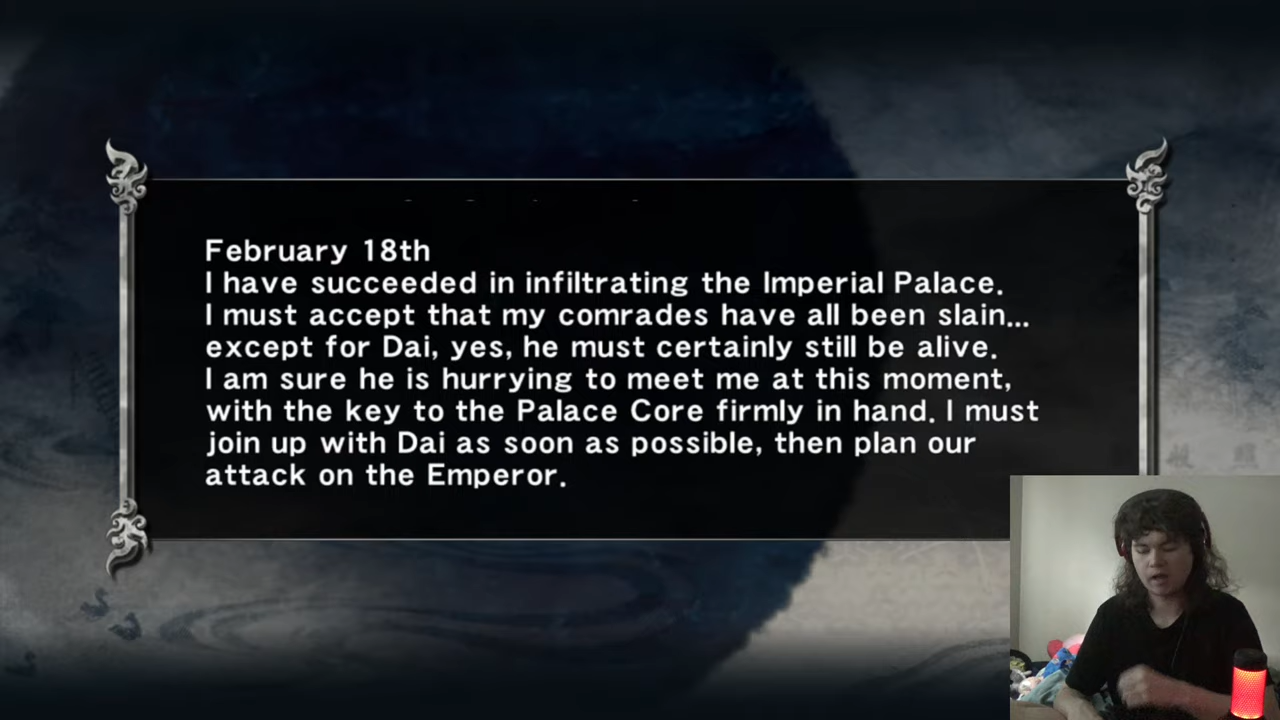 February 18th
I have succeeded in infiltrating the Imperial Palace.
I must accept that my comrades have all been slain...
except for Dai, yes, he must certainly still be alive.
I am sure he is hurrying to meet me at this moment,
with the key to the Palace Core firmly in hand. I must
join up with Dai as soon as possible, then plan our
attack on the Emperor.